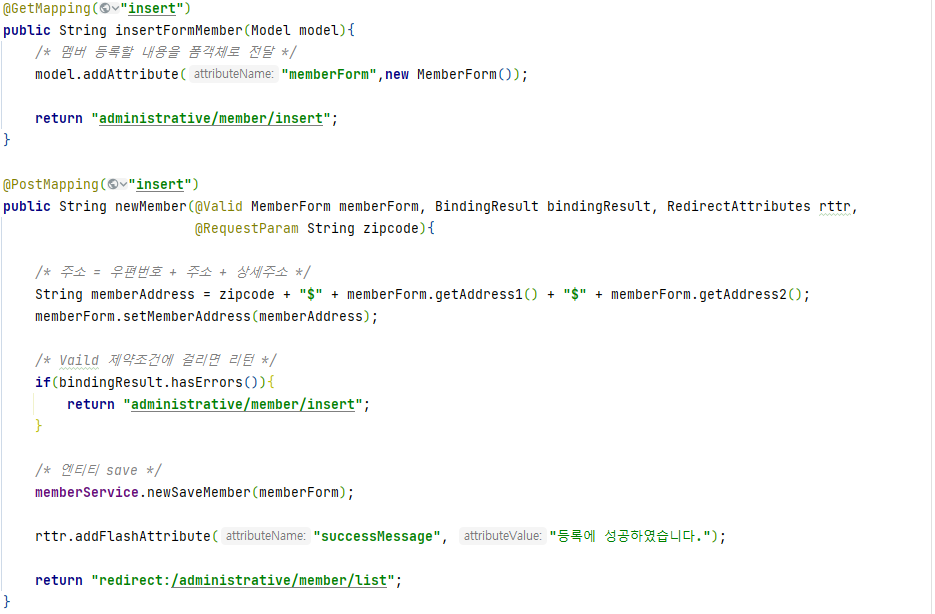 @GetMapping("insert")
public String insertFormMember(Model model){
/* 멤버 등록할 내용을 폼객체로 전달 */
model.addAttribute( attributeName: "memberForm",new MemberForm());
return "administrative/member/insert";
}
@PostMapping("insert")
public String newMember(@Valid MemberForm memberForm, BindingResult bindingResult, RedirectAttributes rttr,
@RequestParam String zipcode){
/* 주소 = 우편번호 + 주소 + 상세주소 */
String memberAddress = zipcode + "$" + memberForm.getAddress1() + "$" + memberForm.getAddress2();
memberForm.setMemberAddress(memberAddress);
/* Vaild 제약조건에 걸리면 리턴 */
if(bindingResult.hasErrors()){
return "administrative/member/insert";
}
/* 엔티티 save */
memberService.newSaveMember(memberForm);
rttr.addFlashAttribute( attributeName: "successMessage", attributeValue: "등록에 성공하였습니다.");
return "redirect:/administrative/member/list";
}